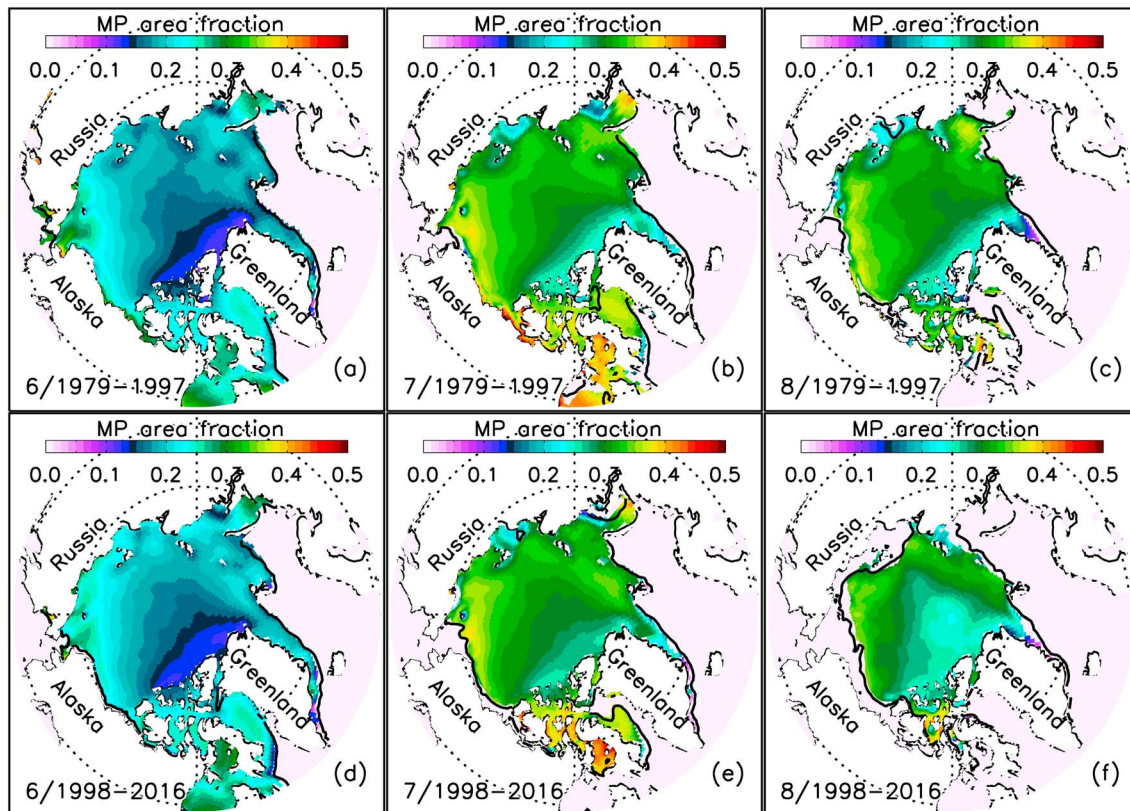 MP area fraction
0.0 0.1 0.2 0.3 0.4 0.5
Russia
Alaska
Greenland
6/1979-1997
(a)
MP area fraction
0.0 0.1 0.2 0.3 0.4 0.5
Russia
Alaska
Greenland
7/1979-1997
(b)
MP area fraction
0.0 0.1 0.2 0.3 0.4 0.5
Russia
Alaska
Greenland
8/1979-1997
(c)
MP area fraction
0.0 0.1 0.2 0.3 0.4 0.5
Russia
Alaska
Greenland
6/1998-2016
(d)
MP area fraction
0.0 0.1 0.2 0.3 0.4 0.5
Russia
Alaska
Greenland
7/1998-2016
(e)
MP area fraction
0.0 0.1 0.2 0.3 0.4 0.5
Russia
Alaska
Greenland
8/1998-2016
(f)